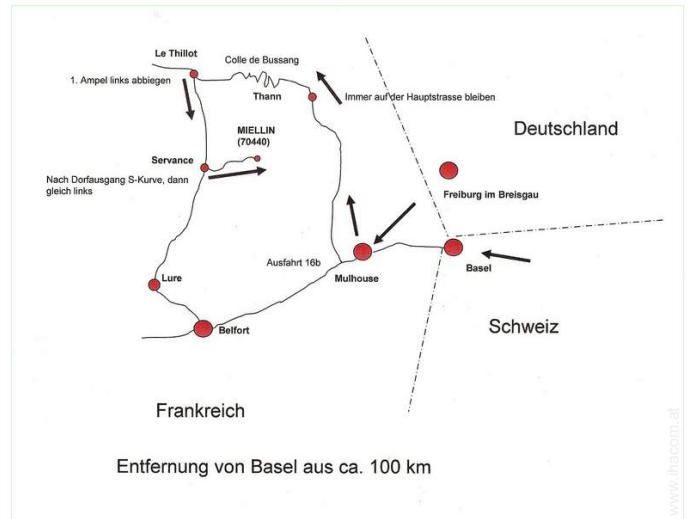 Le Thillot
Colle de Bussang
1. Ampel links abbiegen
Thann
Immer auf der Hauptstrasse bleiben
Deutschland
MIELLIN
(70440)
Servance
Nach Dorfausgang S-Kurve, dann
gleich links
Freiburg im Breisgau
Ausfahrt 16b
Mulhouse
Basel
Lure
Belfort
Schweiz
Frankreich
Entfernung von Basel aus ca. 100 km
www.ihacom.at